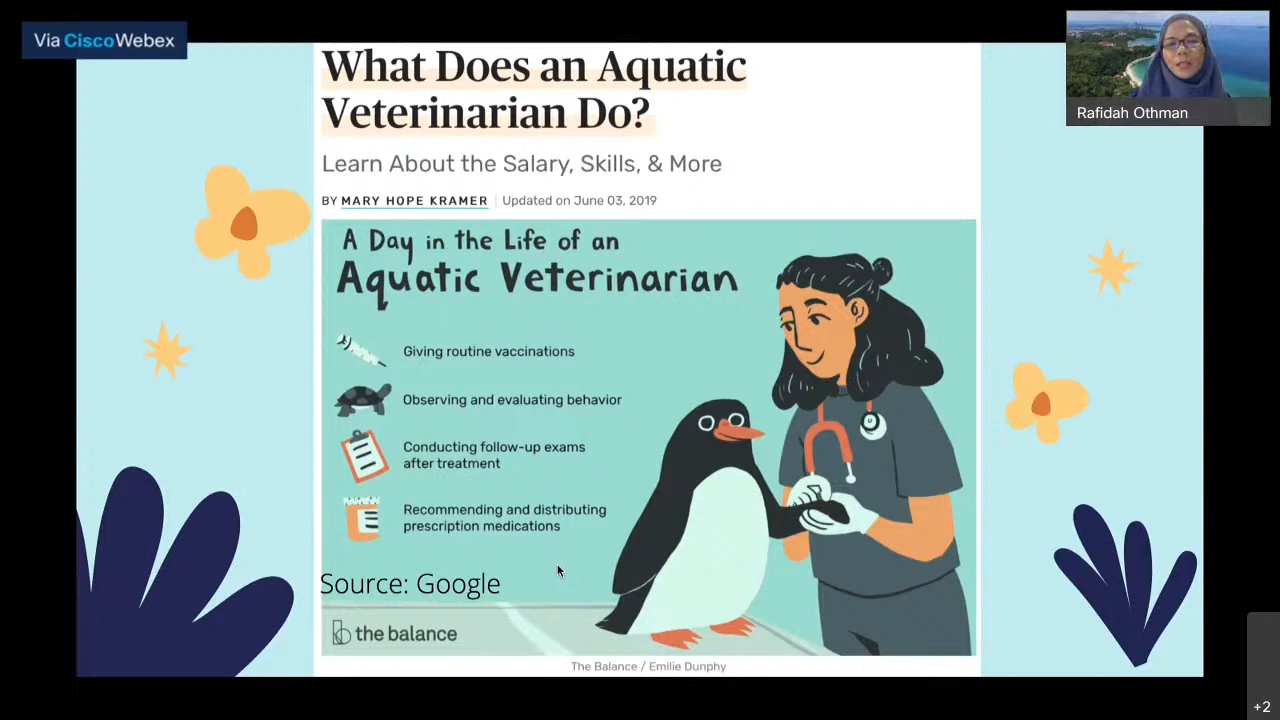 Via CiscoWebex
What Does an Aquatic
Veterinarian Do?
Learn About the Salary, Skills, & More
BY MARY HOPE KRAMER | Updated on June 03, 2019
A Day in the Life of an
Aquatic Veterinarian
Giving routine vaccinations
Observing and evaluating behavior
Conducting follow-up exams
after treatment
Recommending and distributing
prescription medications
Source: Google
the balance
The Balance / Emilie Dunphy
Rafidah Othman
+2